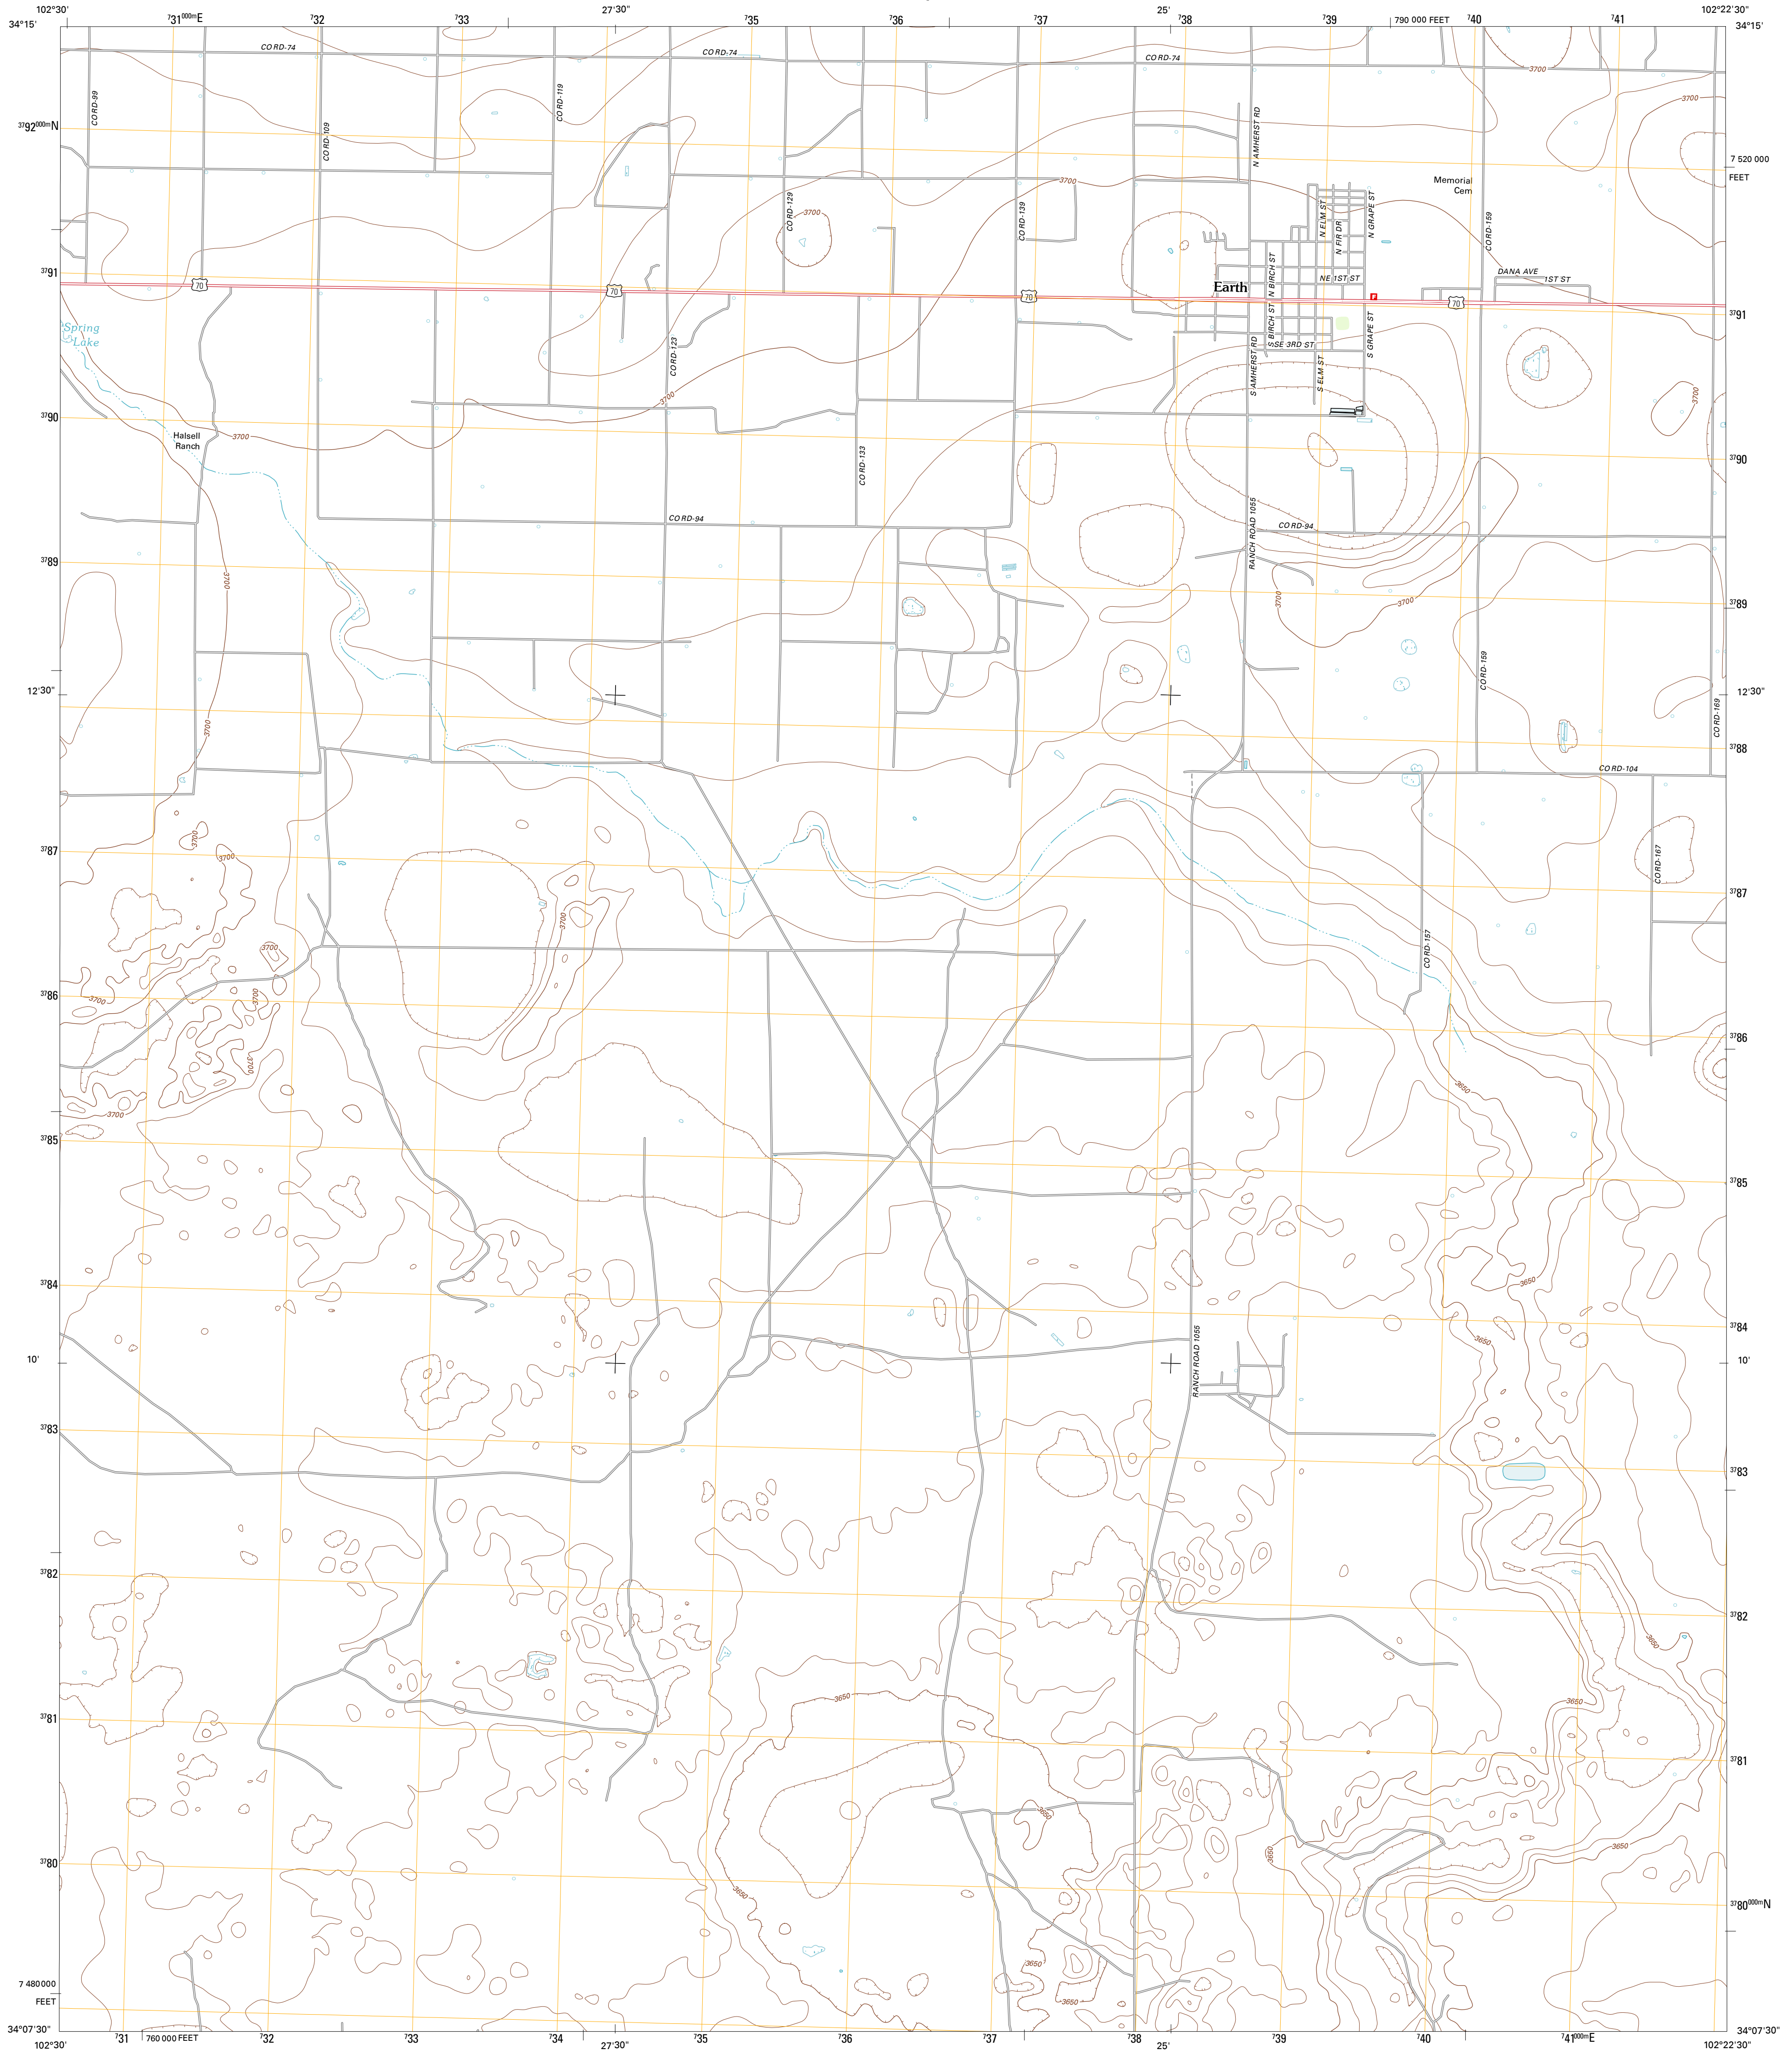 102°30'
⁷31⁰⁰⁰ᵐE
⁷32
⁷33
27'30"
⁷35
⁷36
⁷37
25'
⁷38
⁷39
790 000 FEET
⁷40
⁷41
102°22'30"
34°15'
34°15'
CO RD-74
CO RD-74
CO RD-74
3700
CO RD-99
CO RD-109
CO RD-119
N AMHERST RD
3700
³⁷92⁰⁰⁰ᵐN
7 520 000
FEET
3700
Memorial
Cem
CO RD-129
CO RD-139
3700
N ELM ST
N FIR DR
N GRAPE ST
CO RD-159
³⁷91
N BIRCH ST
NE 1ST ST
DANA AVE
1ST ST
70
70
70
70
Earth
³⁷91
Spring
Lake
CO RD-123
S BIRCH ST
SE 3RD ST
S AMHERST RD
S ELM ST
S GRAPE ST
3700
3700
³⁷90
Halsell
Ranch
3700
CO RD-133
³⁷90
CO RD-94
CO RD-94
RANCH ROAD 1055
³⁷89
3700
3700
3700
³⁷89
CO RD-159
12'30"
12'30"
3700
CO RD-169
³⁷88
CO RD-104
3700
3700
³⁷87
CO RD-167
³⁷87
3700
3700
CO RD-157
³⁷86
3700
3700
³⁷86
3700
3650
3700
³⁷85
³⁷85
³⁷84
3650
³⁷84
3650
10'
10'
RANCH ROAD 1055
³⁷83
³⁷83
³⁷82
³⁷82
3650
3650
3650
³⁷81
³⁷81
3650
3650
3650
³⁷80
3650
³⁷80⁰⁰⁰ᵐN
3650
3650
7 480 000
FEET
34°07'30"
34°07'30"
⁷31
760 000 FEET
⁷32
⁷33
⁷34
27'30"
⁷35
⁷36
⁷37
⁷38
25'
⁷39
⁷40
⁷41⁰⁰⁰ᵐE
102°30'
102°22'30"